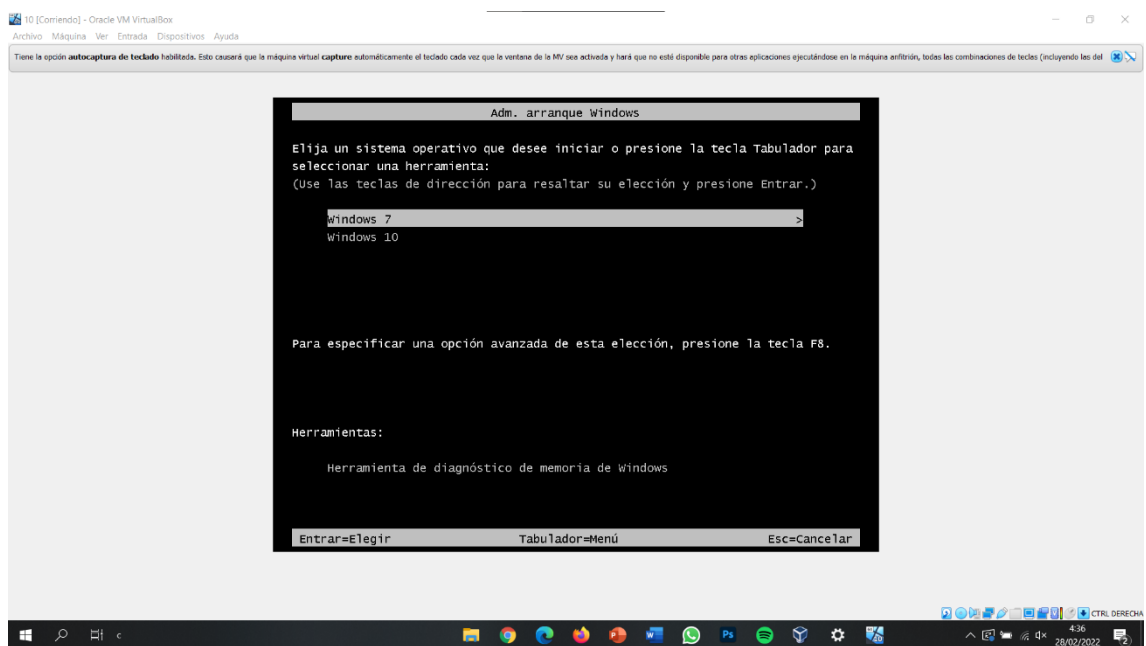 10 [Corriendo] - Oracle VM VirtualBox
Archivo Máquina Ver Entrada Dispositivos Ayuda
Tiene la opción autocaptura de teclado habilitada. Esto causará que la máquina virtual capture automáticamente el teclado cada vez que la ventana de la MV sea activada y hará que no esté disponible para otras aplicaciones ejecutándose en la máquina anfitrión, todas las combinaciones de teclas (incluyendo las del
Adm. arranque Windows
Elija un sistema operativo que desee iniciar o presione la tecla Tabulador para
seleccionar una herramienta:
(Use las teclas de dirección para resaltar su elección y presione Entrar.)
Windows 7 >
Windows 10
Para especificar una opción avanzada de esta elección, presione la tecla F8.
Herramientas:
Herramienta de diagnóstico de memoria de Windows
Entrar=Elegir Tabulador=Menú Esc=Cancelar
CTRL DERECHA
c Ps 4:36
28/02/2022 2